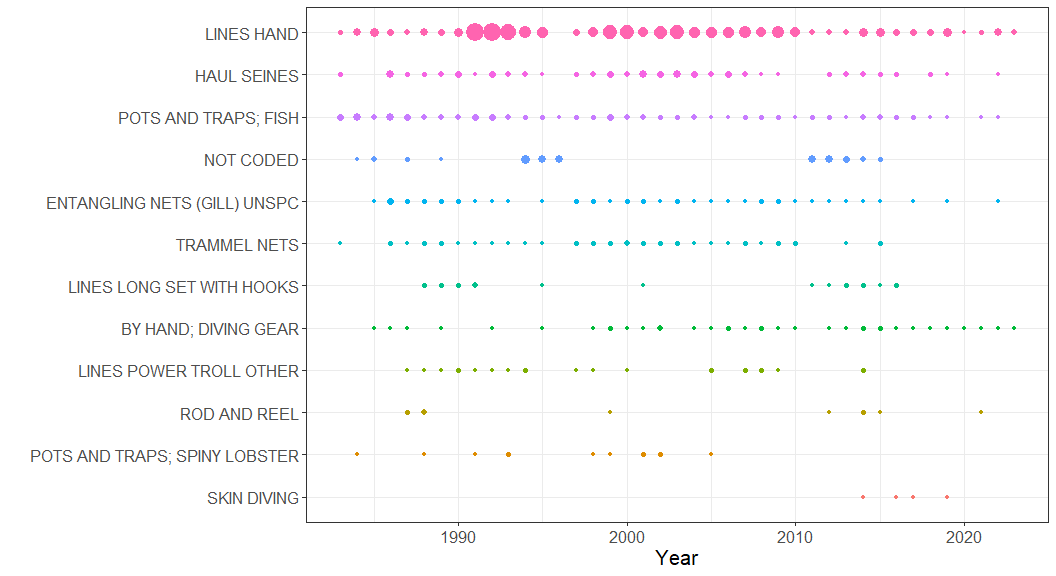 LINES HAND
HAUL SEINES
POTS AND TRAPS; FISH
NOT CODED
ENTANGLING NETS (GILL) UNSPC
TRAMMEL NETS
LINES LONG SET WITH HOOKS
BY HAND; DIVING GEAR
LINES POWER TROLL OTHER
ROD AND REEL
POTS AND TRAPS; SPINY LOBSTER
SKIN DIVING
1990 2000 2010 2020
Year